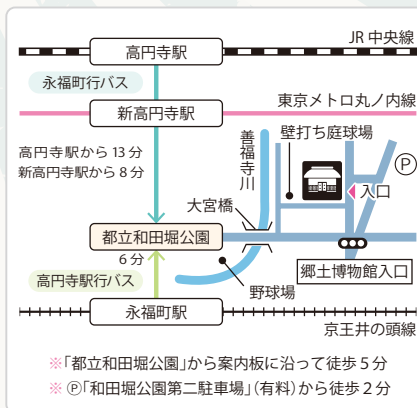 JR 中央線
高円寺駅
永福町行バス
東京メトロ丸ノ内線
新高円寺駅
善福寺川
壁打ち庭球場
高円寺駅から 13 分
新高円寺駅から 8 分
Ⓟ
入口
大宮橋
都立和田堀公園
6 分
郷土博物館入口
高円寺駅行バス
野球場
永福町駅
京王井の頭線
※「都立和田堀公園」から案内板に沿って徒歩 5 分
※ Ⓟ「和田堀公園第二駐車場」(有料)から徒歩 2 分